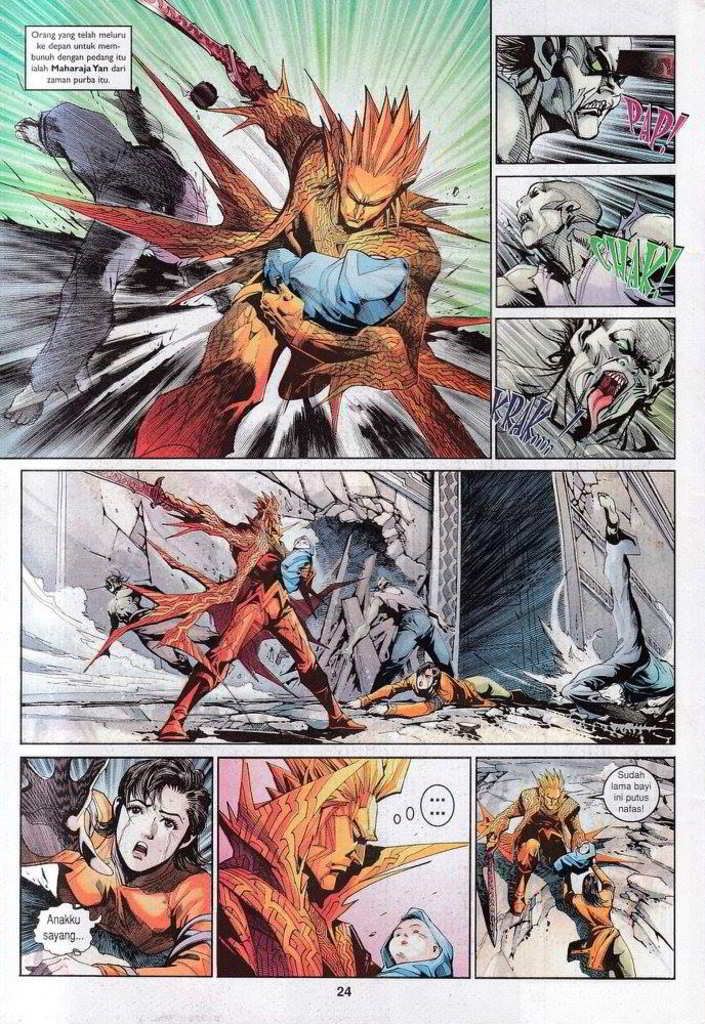 Orang yang telah meluru
ke depan untuk mem-
bunuh dengan pedang itu
ialah Maharaja Yan dari
zaman purba itu.
PAP!
CHAK!
KRAK!
Anakku
sayang...
...
...
Sudah
lama bayi
ini putus
nafas!
24